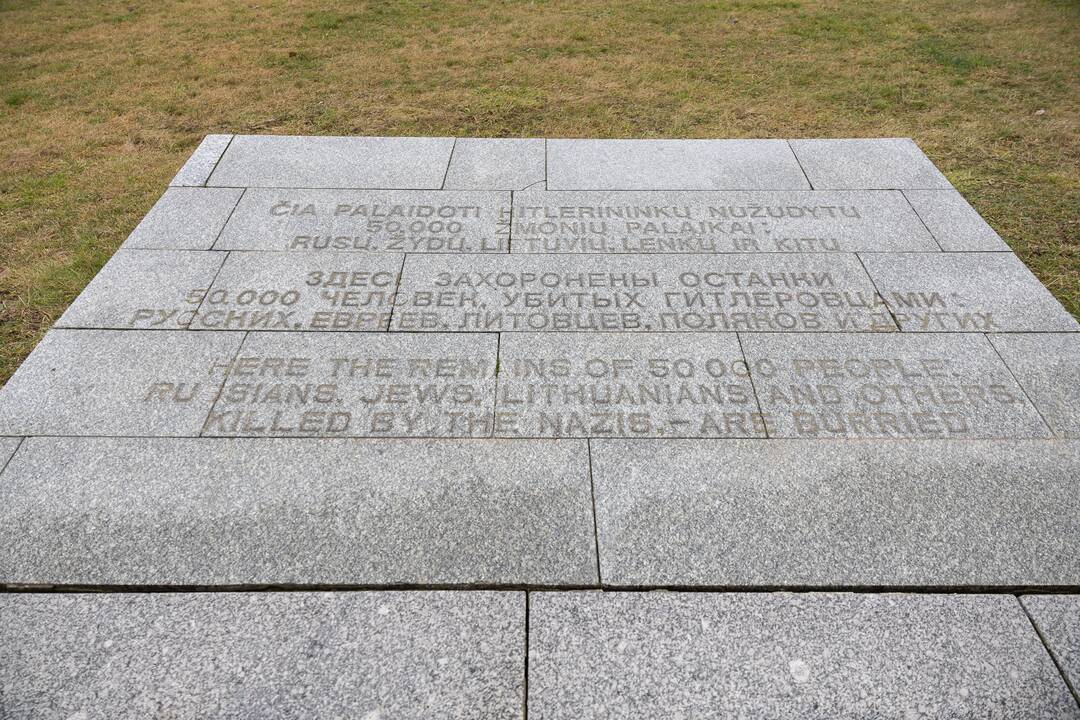 ČIA PALAIDOTI HITLERININKŲ NUŽUDYTŲ
50.000 ŽMONIŲ PALAIKAI:
RUSŲ, ŽYDŲ, LIETUVIŲ, LENKŲ IR KITŲ
ЗДЕСЬ ЗАХОРОНЕНЫ ОСТАНКИ
50.000 ЧЕЛОВЕК, УБИТЫХ ГИТЛЕРОВЦАМИ:
РУССКИХ, ЕВРЕЕВ, ЛИТОВЦЕВ, ПОЛЯКОВ И ДРУГИХ
HERE THE REMAINS OF 50 000 PEOPLE,
RUSSIANS, JEWS, LITHUANIANS AND OTHERS,
KILLED BY THE NAZIS,– ARE BURRIED